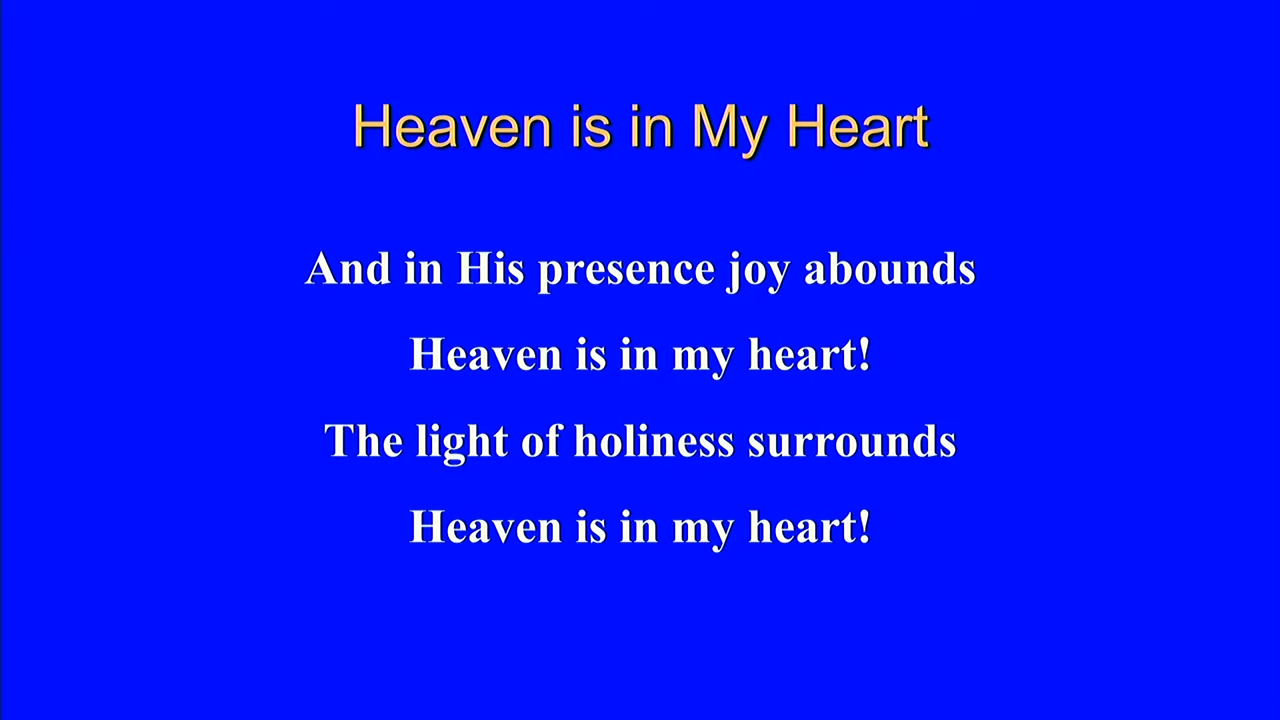 Heaven is in My Heart
And in His presence joy abounds
Heaven is in my heart!
The light of holiness surrounds
Heaven is in my heart!